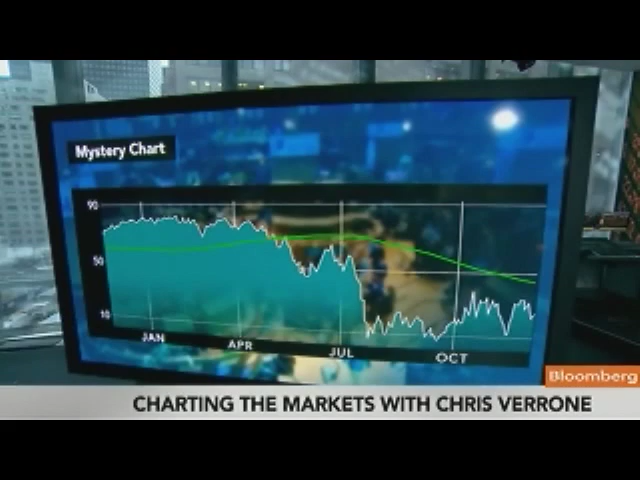 Mystery Chart
90
50
10
JAN
APR
JUL
OCT
Bloomberg
CHARTING THE MARKETS WITH CHRIS VERRONE